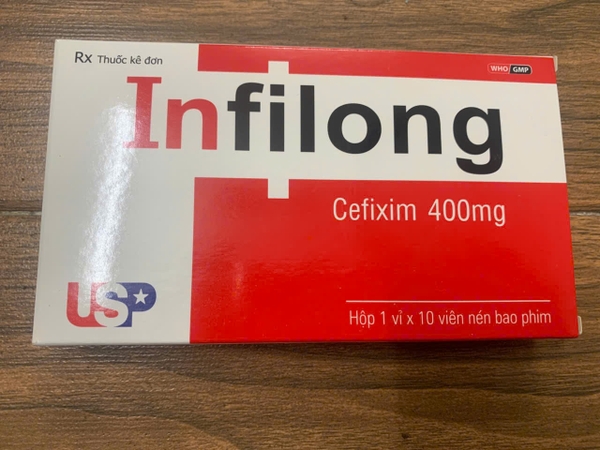 Rx Thuốc kê đơn
WHO GMP
Infilong
Cefixim 400mg
USP
Hộp 1 vỉ x 10 viên nén bao phim